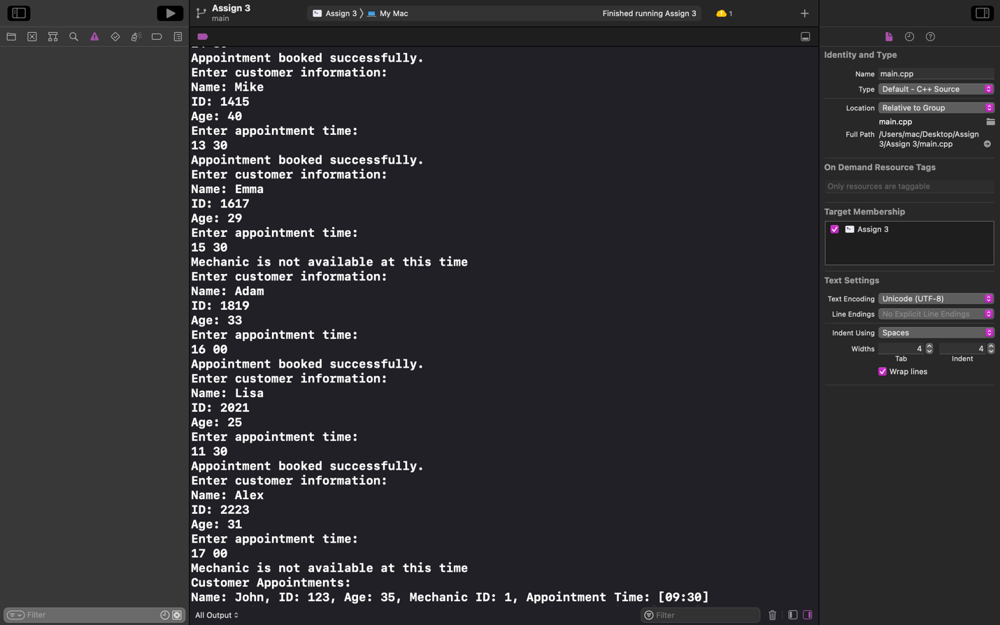 Assign 3
main
Assign 3 〉 My Mac
Finished running Assign 3
1
Appointment booked successfully.
Enter customer information:
Name: Mike
ID: 1415
Age: 40
Enter appointment time:
13 30
Appointment booked successfully.
Enter customer information:
Name: Emma
ID: 1617
Age: 29
Enter appointment time:
15 30
Mechanic is not available at this time
Enter customer information:
Name: Adam
ID: 1819
Age: 33
Enter appointment time:
16 00
Appointment booked successfully.
Enter customer information:
Name: Lisa
ID: 2021
Age: 25
Enter appointment time:
11 30
Appointment booked successfully.
Enter customer information:
Name: Alex
ID: 2223
Age: 31
Enter appointment time:
17 00
Mechanic is not available at this time
Customer Appointments:
Name: John, ID: 123, Age: 35, Mechanic ID: 1, Appointment Time: [09:30]
Filter
All Output
Filter
Identity and Type
Name main.cpp
Type Default - C++ Source
Location Relative to Group
main.cpp
Full Path /Users/mac/Desktop/Assign
3/Assign 3/main.cpp
On Demand Resource Tags
Only resources are taggable
Target Membership
Assign 3
Text Settings
Text Encoding Unicode (UTF-8)
Line Endings No Explicit Line Endings
Indent Using Spaces
Widths 4 4
Tab Indent
Wrap lines